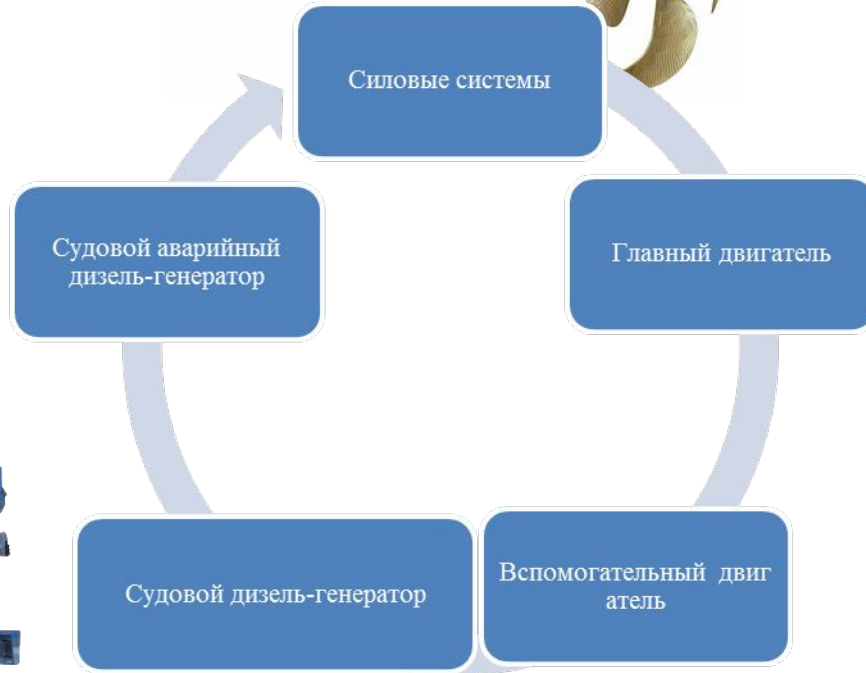 Силовые системы
Главный двигатель
Вспомогательный двиг
атель
Судовой дизель-генератор
Судовой аварийный
дизель-генератор